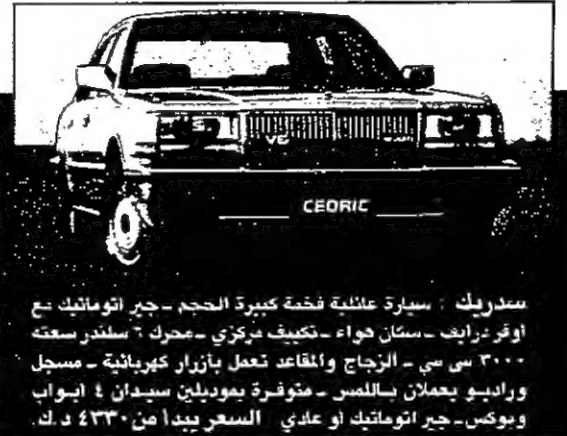 V6
CEDRIC
سدريك : سيارة عائلية فخمة كبيرة الحجم - جير اتوماتيك مع
أوفر درايف - ستان هواء - تكييف مركزي - محرك ٦ سلندر سعته
٣٠٠٠ سي سي - الزجاج والمقاعد تعمل بأزرار كهربائية - مسجل
وراديو يعملان باللمس - متوفرة بموديلين سيدان ٤ ابواب
وبوكس - جير اتوماتيك أو عادي السعر يبدأ من ٤٣٣٠ د.ك.